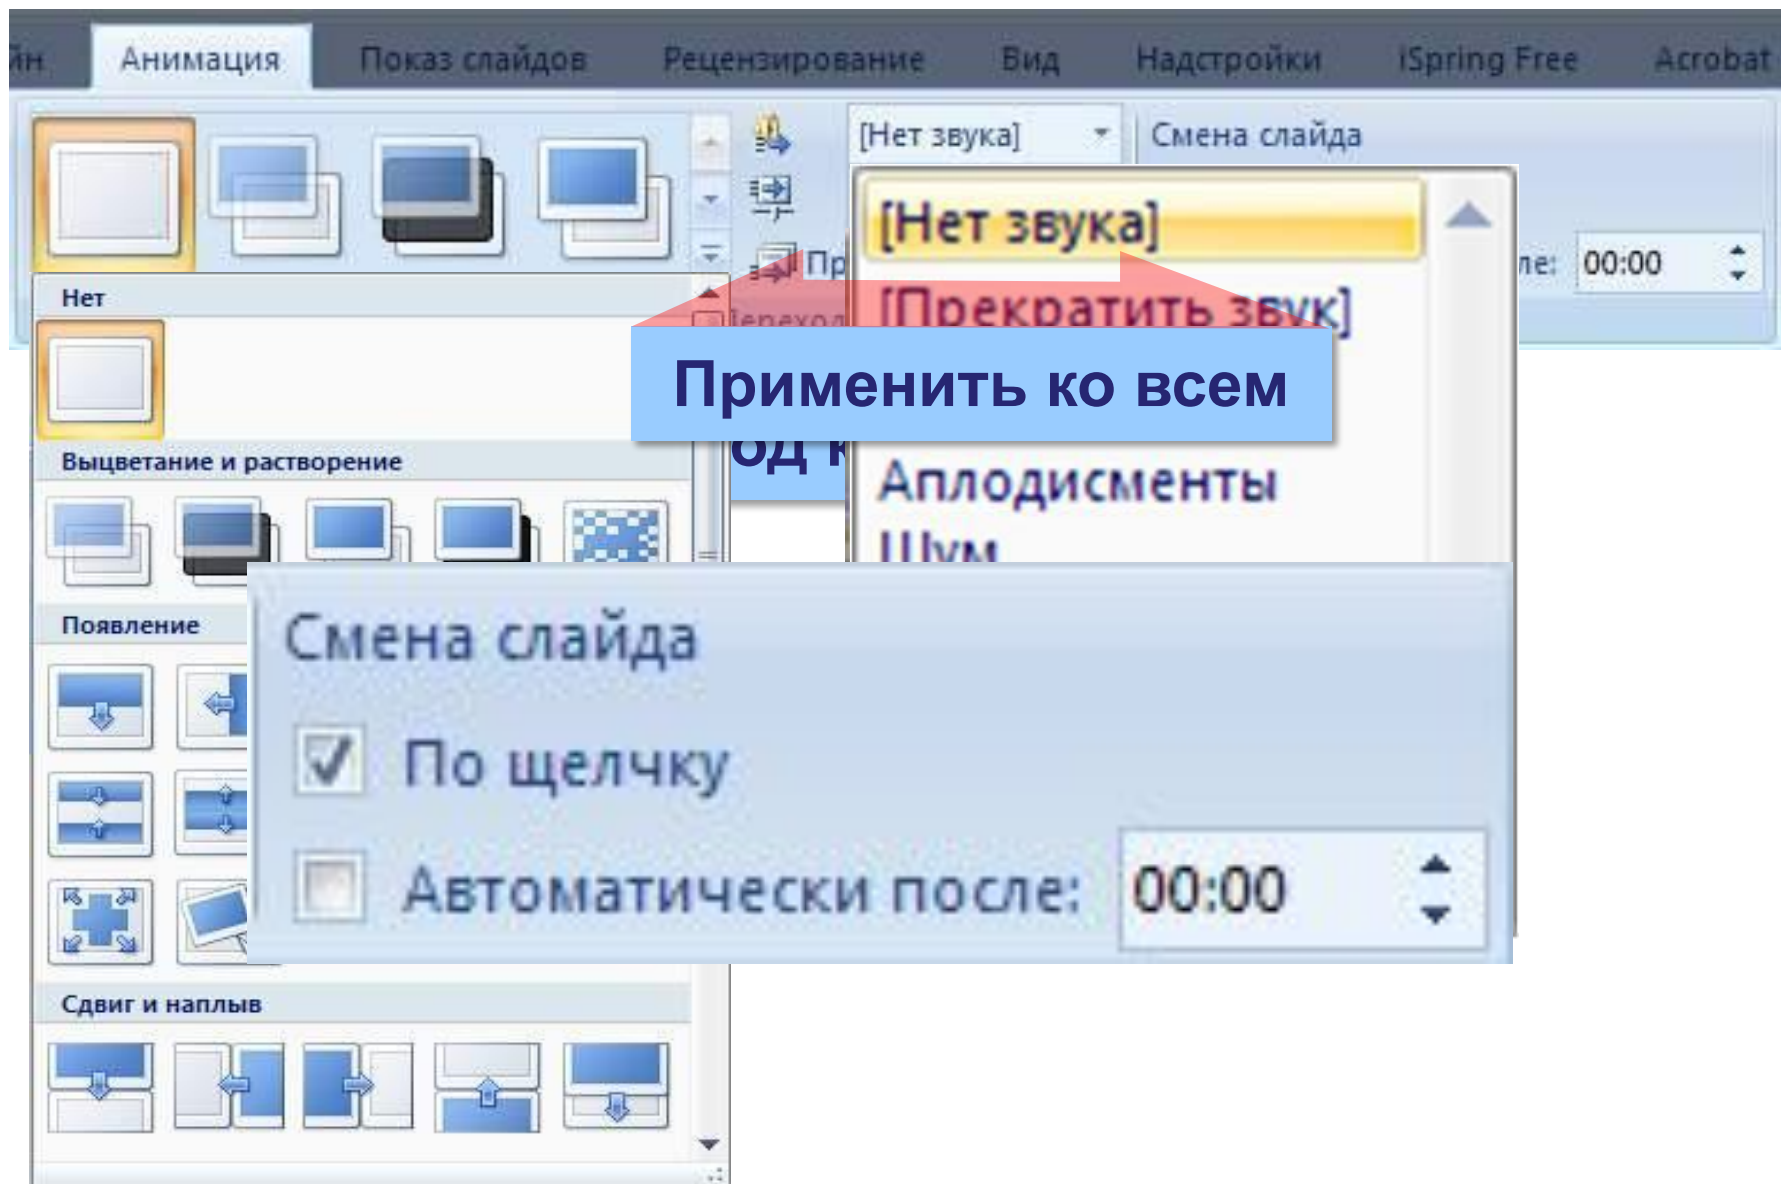 Анимация
Показ слайдов
Рецензирование
Вид
Надстройки
iSpring Free
Acrobat
[Нет звука]
Смена слайда
[Нет звука]
00:00
Нет
[Прекратить звук]
Применить ко всем
Выцветание и растворение
Аплодисменты
Шум
Появление
Смена слайда
По щелчку
Автоматически после: 00:00
Сдвиг и наплыв